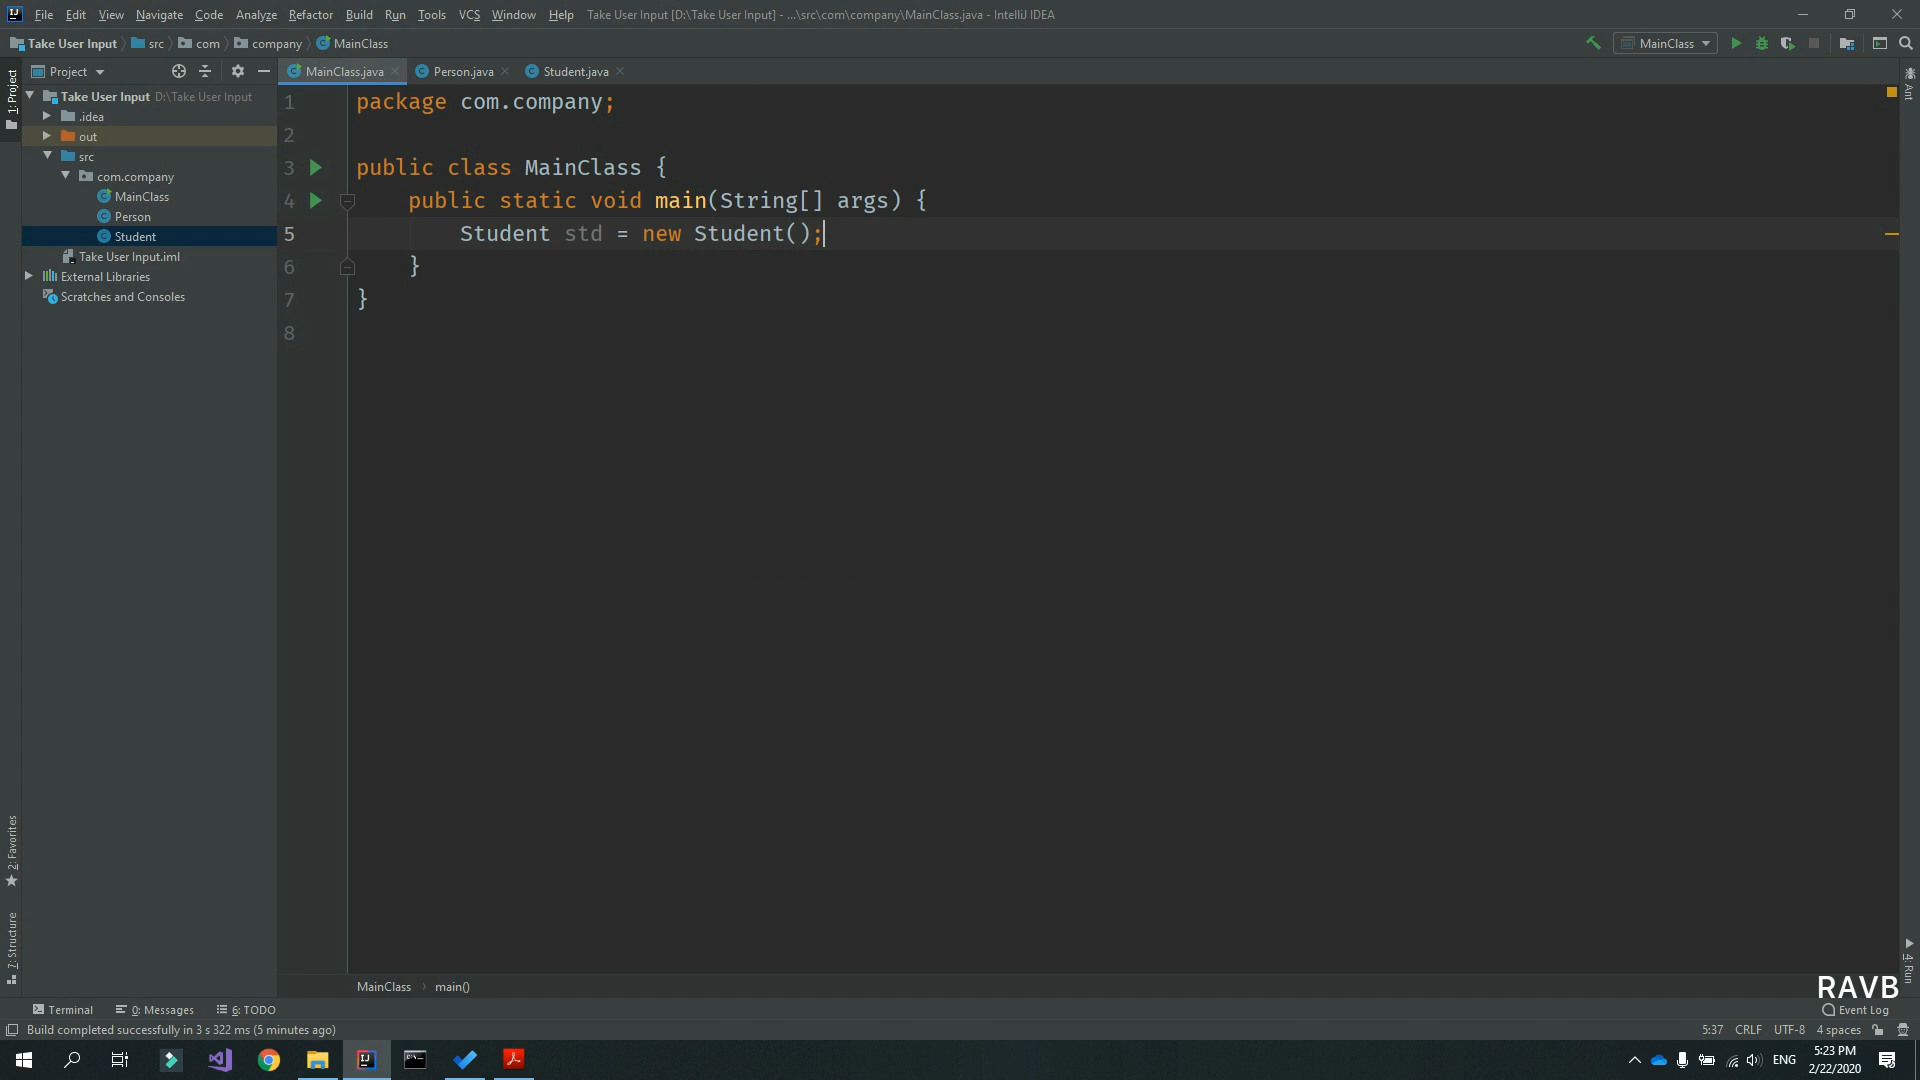 File Edit View Navigate Code Analyze Refactor Build Run Tools VCS Window Help Take User Input [D:\Take User Input] - ...\src\com\company\MainClass.java - IntelliJ IDEA
Take User Input src com company MainClass
MainClass
Project
MainClass.java Person.java Student.java
1: Project
Ant
Take User Input D:\Take User Input
.idea
out
src
com.company
MainClass
Person
Student
Take User Input.iml
External Libraries
Scratches and Consoles
1 package com.company;
2
3 public class MainClass {
4 public static void main(String[] args) {
5 Student std = new Student();
6 }
7 }
8
2: Favorites
7: Structure
4: Run
MainClass main()
RAVB
Terminal 0: Messages 6: TODO
Event Log
Build completed successfully in 3 s 322 ms (5 minutes ago)
5:37 CRLF UTF-8 4 spaces
ENG
5:23 PM
2/22/2020